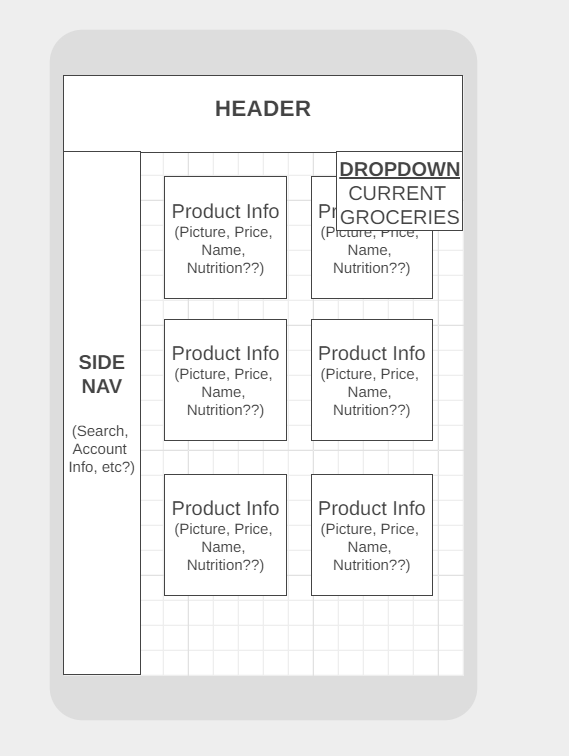 HEADER
DROPDOWN
CURRENT
GROCERIES
Product Info
(Picture, Price,
Name,
Nutrition??)
Pr
(Picture, Price,
Name,
Nutrition??)
SIDE
NAV
(Search,
Account
Info, etc?)
Product Info
(Picture, Price,
Name,
Nutrition??)
Product Info
(Picture, Price,
Name,
Nutrition??)
Product Info
(Picture, Price,
Name,
Nutrition??)
Product Info
(Picture, Price,
Name,
Nutrition??)